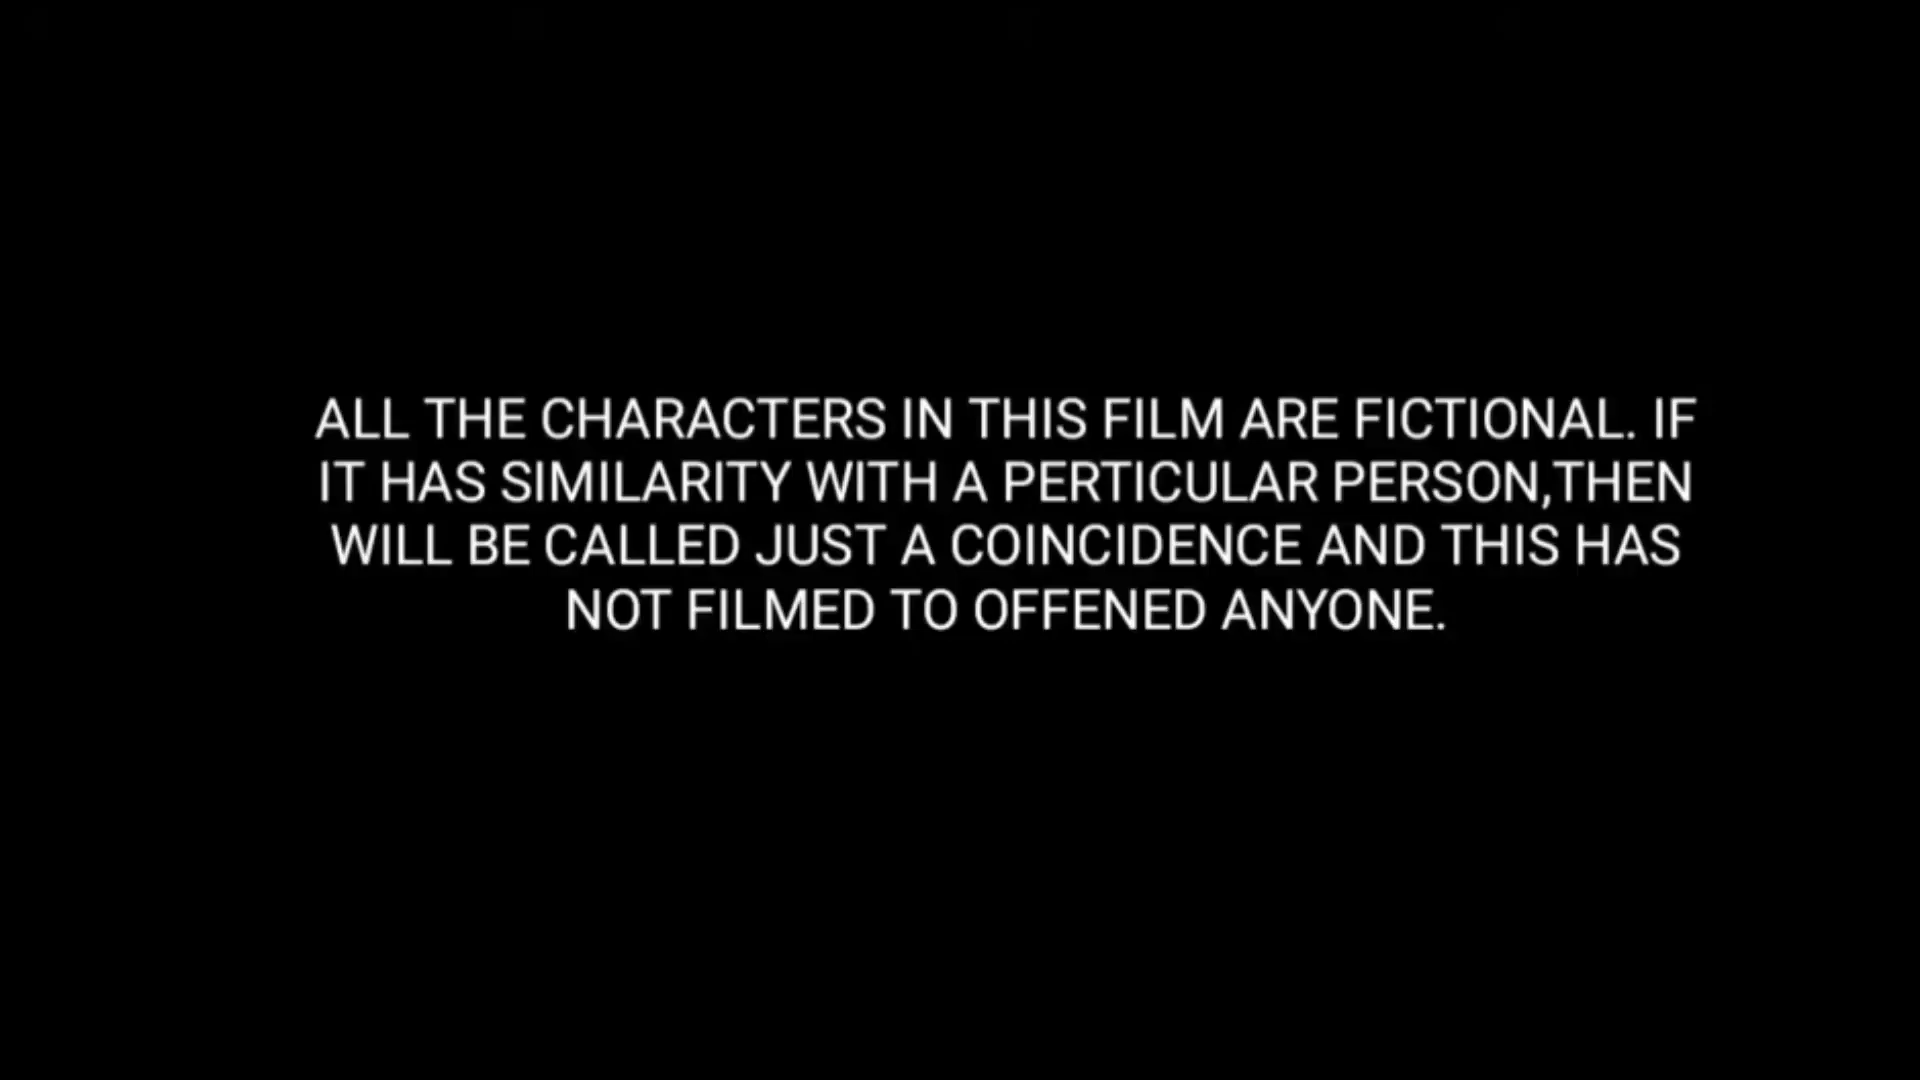 ALL THE CHARACTERS IN THIS FILM ARE FICTIONAL. IF
IT HAS SIMILARITY WITH A PERTICULAR PERSON,THEN
WILL BE CALLED JUST A COINCIDENCE AND THIS HAS
NOT FILMED TO OFFENED ANYONE.